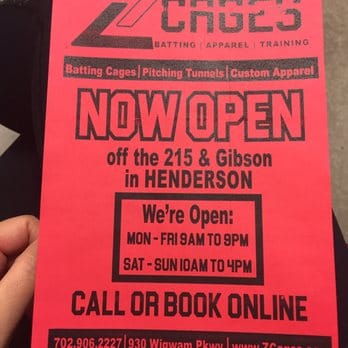 Z CAGES
BATTING | APPAREL | TRAINING
Batting Cages | Pitching Tunnels | Custom Apparel
NOW OPEN
off the 215 & Gibson
in HENDERSON
We're Open:
MON - FRI 9AM TO 9PM
SAT - SUN 10AM TO 4PM
CALL OR BOOK ONLINE
702.906.2227 | 930 Wigwam Pkwy | www.ZCages